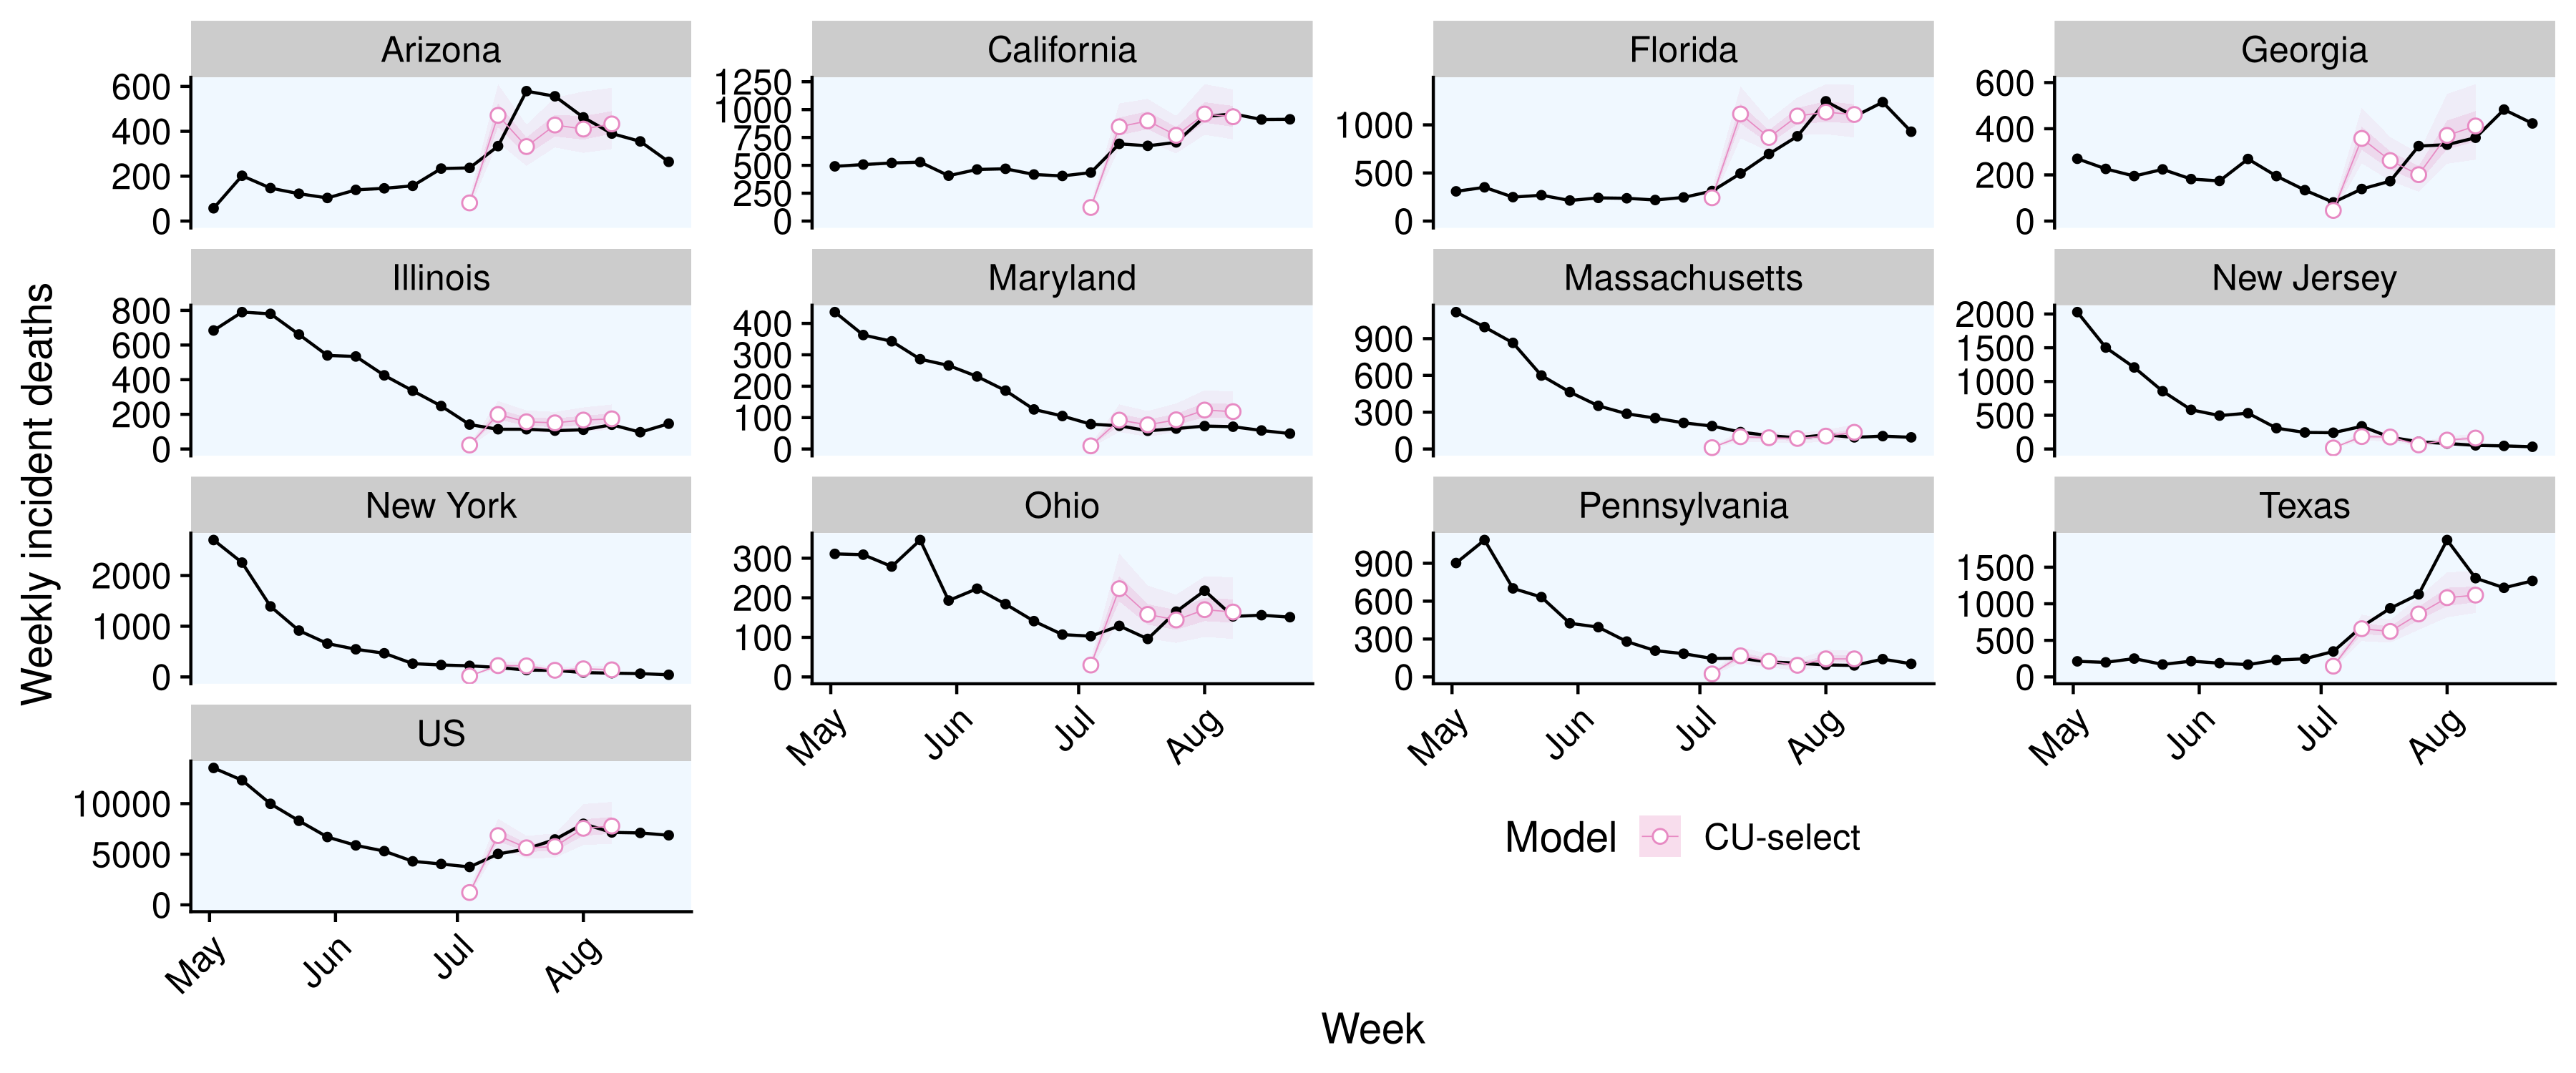 Arizona California Florida Georgia
600 400 200 0
1250 1000 750 500 250 0
1000 500 0
600 400 200 0
Illinois Maryland Massachusetts New Jersey
800 600 400 200 0
400 300 200 100 0
900 600 300 0
2000 1500 1000 500 0
New York Ohio Pennsylvania Texas
2000 1000 0
300 200 100 0
900 600 300 0
1500 1000 500 0
May Jun Jul Aug
May Jun Jul Aug
May Jun Jul Aug
US
10000 5000 0
May Jun Jul Aug
Model CU-select
Weekly incident deaths
Week